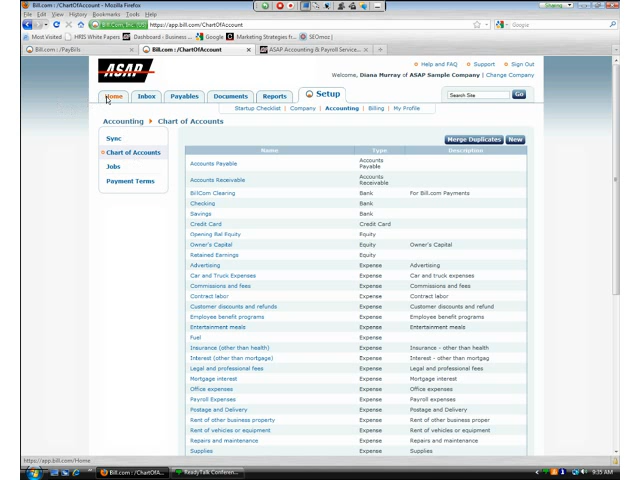 Bill.com : /ChartOfAccount - Mozilla Firefox
File Edit View History Bookmarks Tools Help
Bill.com, Inc. (US) https://app.bill.com/ChartOfAccount
Google
Most Visited HRIS White Papers Dashboard - Business ... Google Marketing Strategies fr... SEOmoz
Bill.com : /PayBills
Bill.com : /ChartOfAccount
ASAP Accounting & Payroll Service...
ASAP
Help and FAQ Support Sign Out
Welcome, Diana Murray of ASAP Sample Company | Change Company
Home Inbox Payables Documents Reports Setup
Search Site GO
Startup Checklist | Company | Accounting | Billing | My Profile
Accounting Chart of Accounts
Sync
Chart of Accounts
Jobs
Payment Terms
Merge Duplicates New
Name Type Description
Accounts Payable Accounts Payable
Accounts Receivable Accounts Receivable
BillCom Clearing Bank For Bill.com Payments
Checking Bank
Savings Bank
Credit Card Credit Card
Opening Bal Equity Equity
Owner's Capital Equity Owner's Capital
Retained Earnings Equity
Advertising Expense Advertising
Car and Truck Expenses Expense Car and truck expenses
Commissions and fees Expense Commissions and fees
Contract labor Expense Contract labor
Customer discounts and refunds Expense Customer discounts and refund
Employee benefit programs Expense Employee benefit programs
Entertainment meals Expense Entertainment meals
Fuel Expense
Insurance (other than health) Expense Insurance - other than health
Interest (other than mortgage) Expense Interest - other than mortgag
Legal and professional fees Expense Legal and professional fees
Mortgage interest Expense Mortgage interest
Office expenses Expense Office expenses
Payroll Expenses Expense Payroll expenses
Postage and Delivery Expense Postage and Delivery
Rent of other business property Expense Rent of other business proper
Rent of vehicles or equipment Expense Rent of vehicles or equipment
Repairs and maintenance Expense Repairs and maintenance
Supplies Expense Supplies
https://app.bill.com/Home
Bill.com : /ChartOfA...
ReadyTalk Conferen...
9:35 AM
Sharing